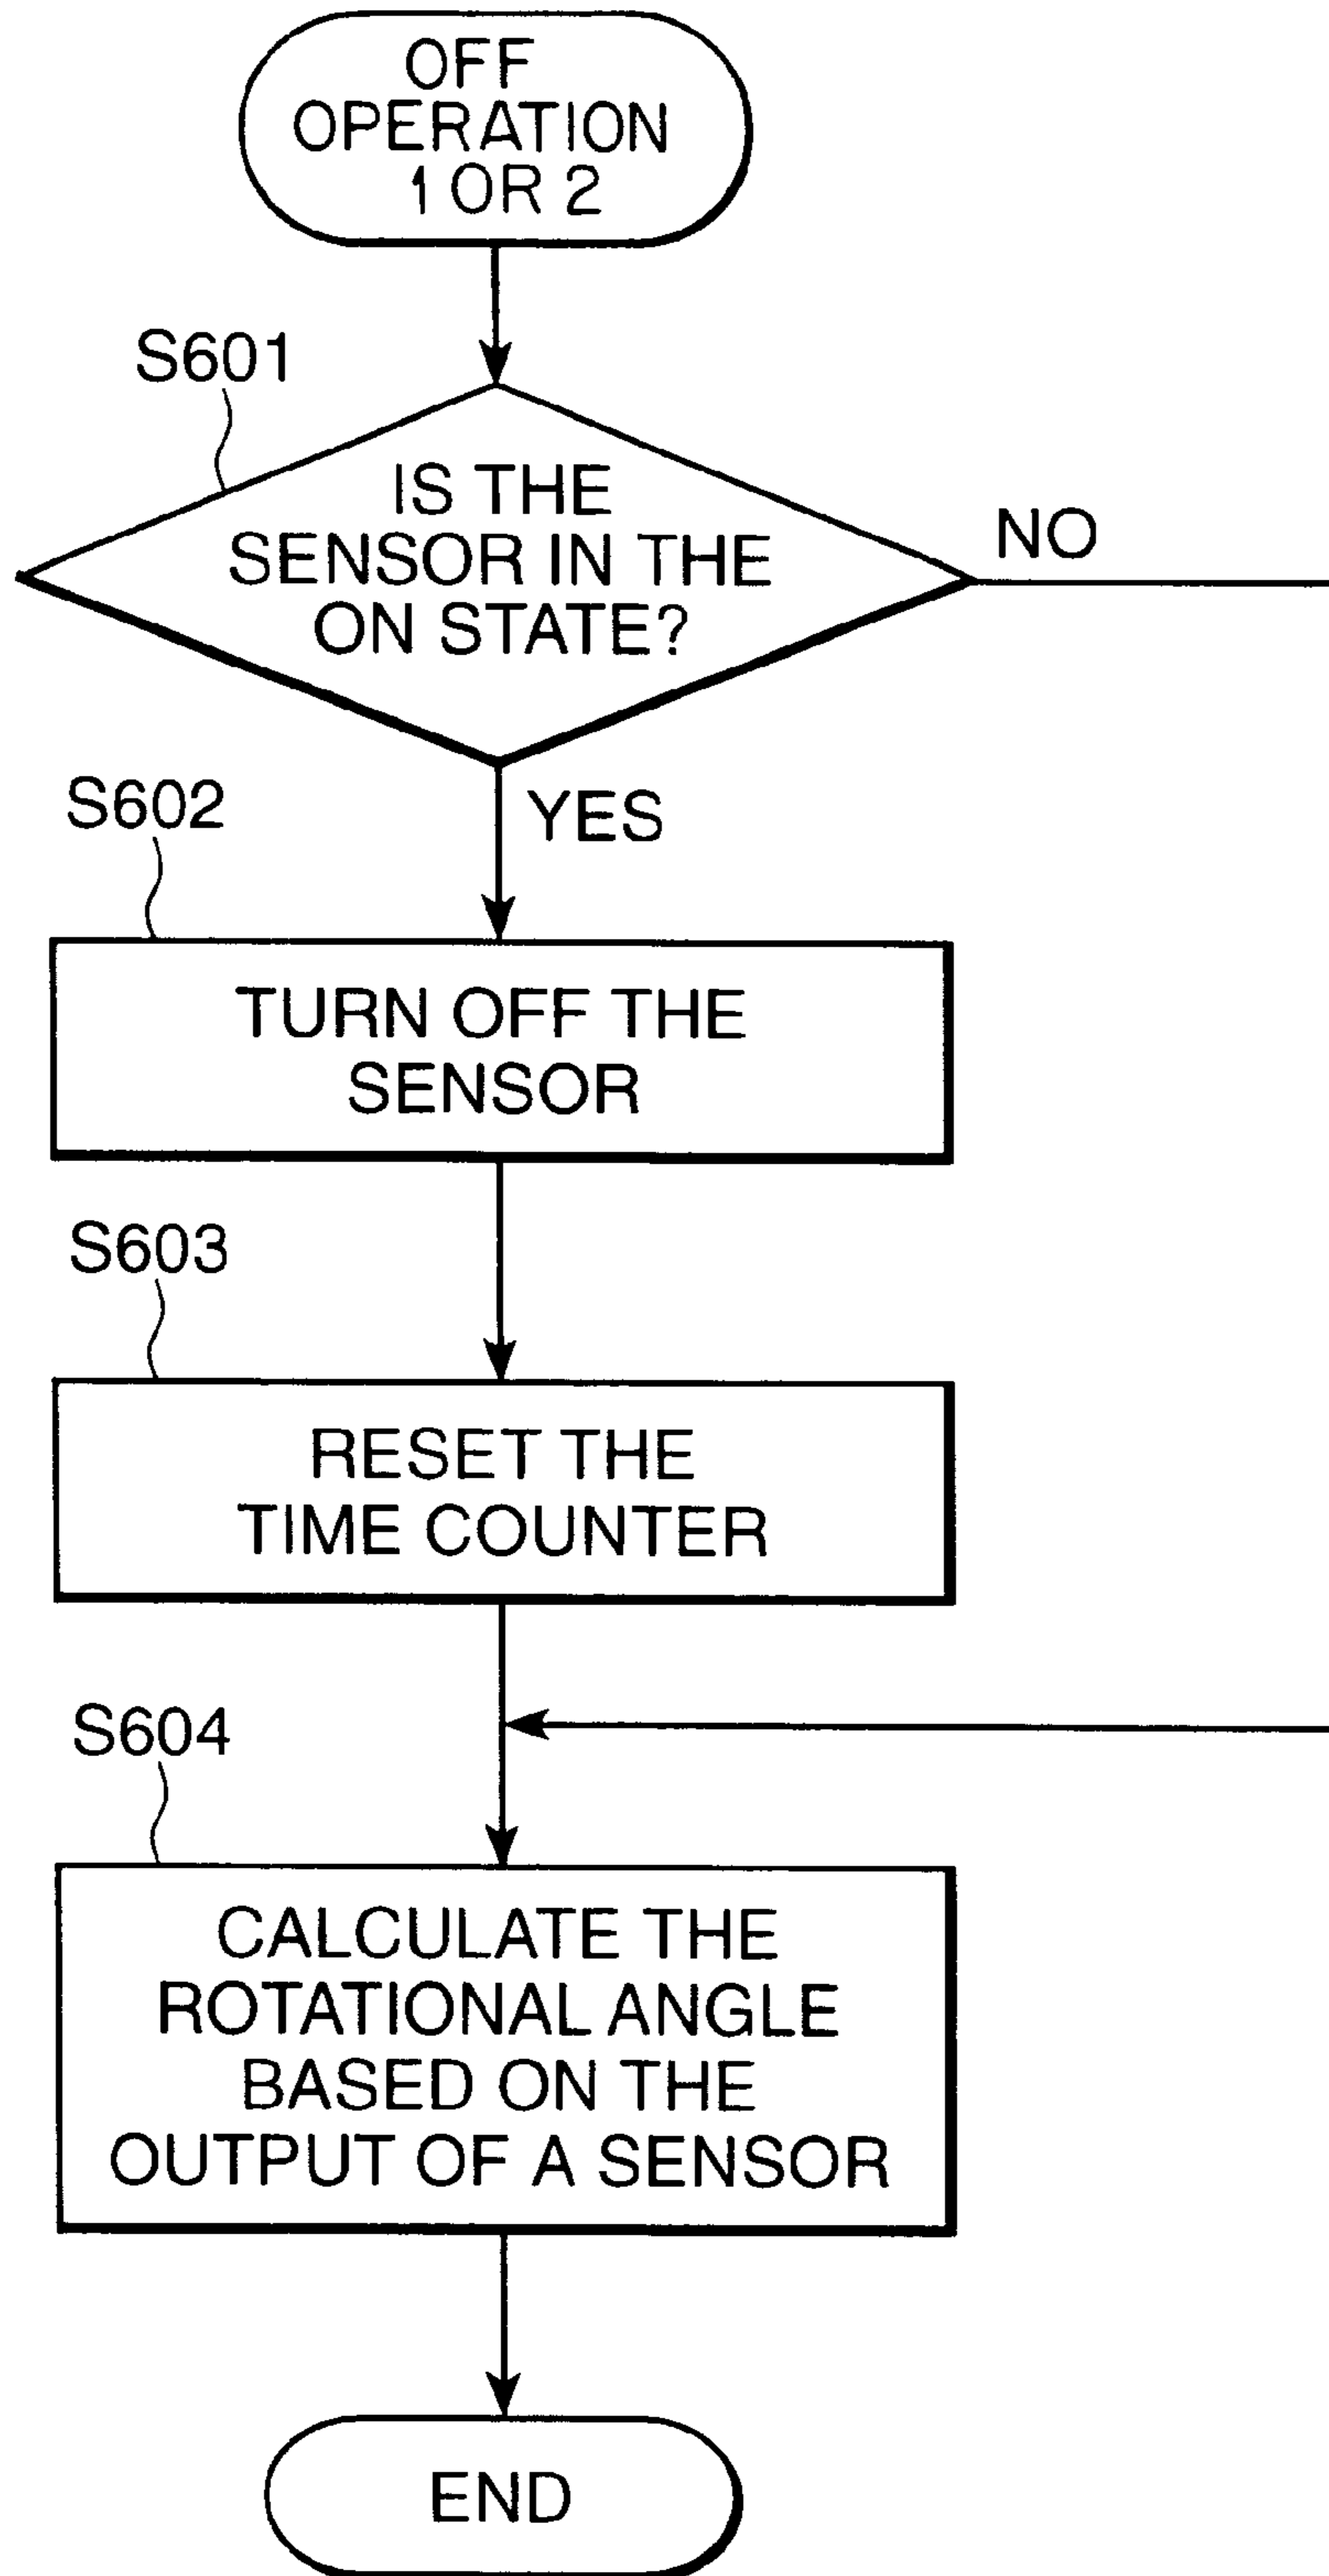 OFF
OPERATION
1 OR 2
S601
IS THE
SENSOR IN THE
ON STATE?
NO
YES
S602
TURN OFF THE
SENSOR
S603
RESET THE
TIME COUNTER
S604
CALCULATE THE
ROTATIONAL ANGLE
BASED ON THE
OUTPUT OF A SENSOR
END